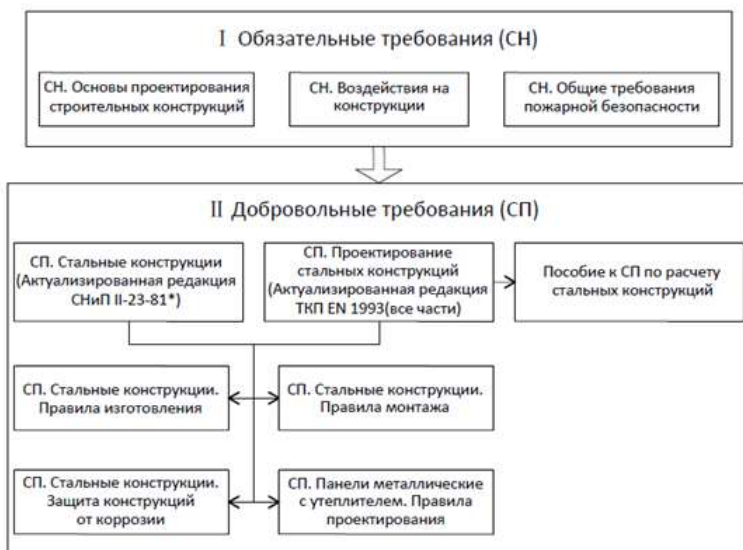 I Обязательные требования (СН)
СН. Основы проектирования
строительных конструкций
СН. Воздействия на
конструкции
СН. Общие требования
пожарной безопасности
II Добровольные требования (СП)
СП. Стальные конструкции
(Актуализированная редакция
СНиП II-23-81*)
СП. Проектирование
стальных конструкций
(Актуализированная редакция
ТКП EN 1993(все части)
Пособие к СП по расчету
стальных конструкций
СП. Стальные конструкции.
Правила изготовления
СП. Стальные конструкции.
Правила монтажа
СП. Стальные конструкции.
Защита конструкций
от коррозии
СП. Панели металлические
с утеплителем. Правила
проектирования